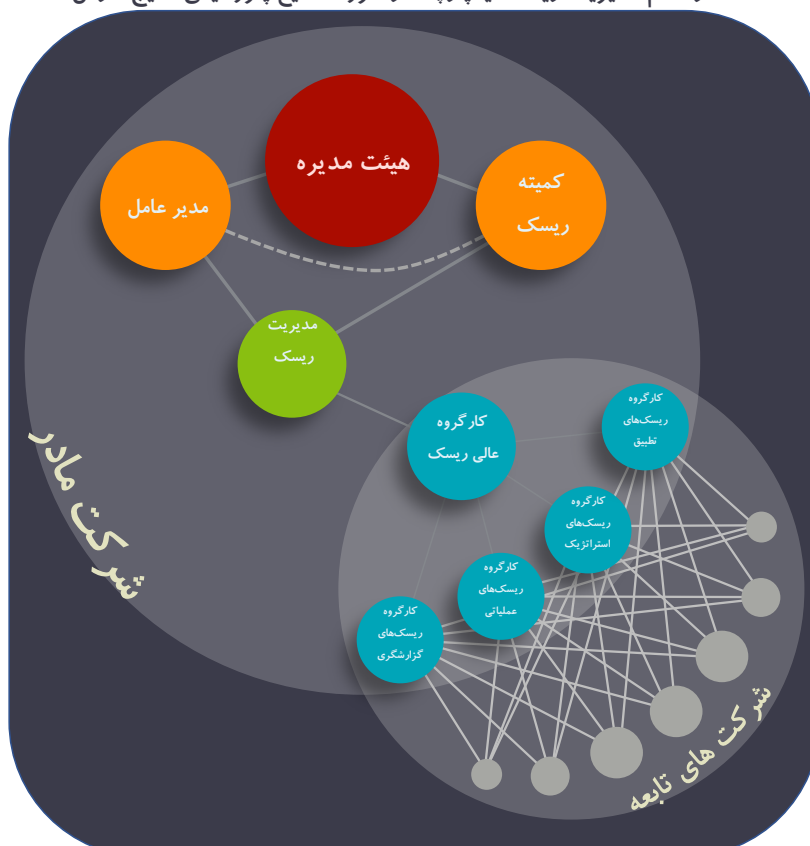 هیئت مدیره
کمیته
ریسک
مدیر عامل
مدیریت
ریسک
کارگروه
عالی ریسک
کارگروه
ریسک‌های
تطبیق
کارگروه
ریسک‌های
استراتژیک
کارگروه
ریسک‌های
عملیاتی
کارگروه
ریسک‌های
گزارشگری
شرکت مادر
شرکت های تابعه